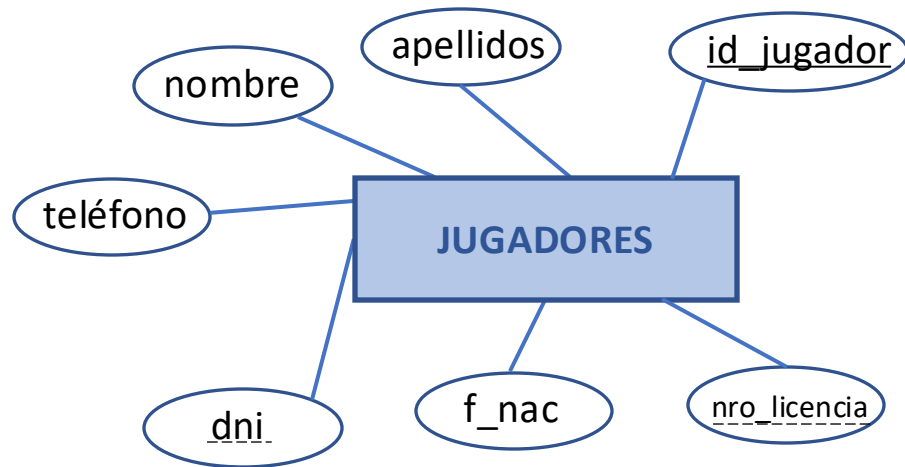 apellidos
id_jugador
nombre
teléfono
JUGADORES
dni
f_nac
nro_licencia